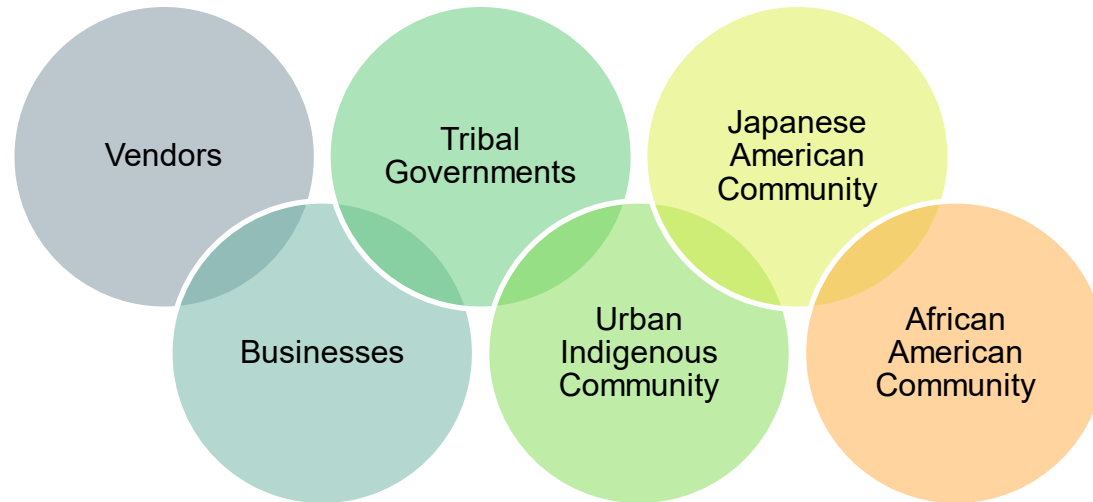 Vendors
Tribal
Governments
Japanese
American
Community
Businesses
Urban
Indigenous
Community
African
American
Community